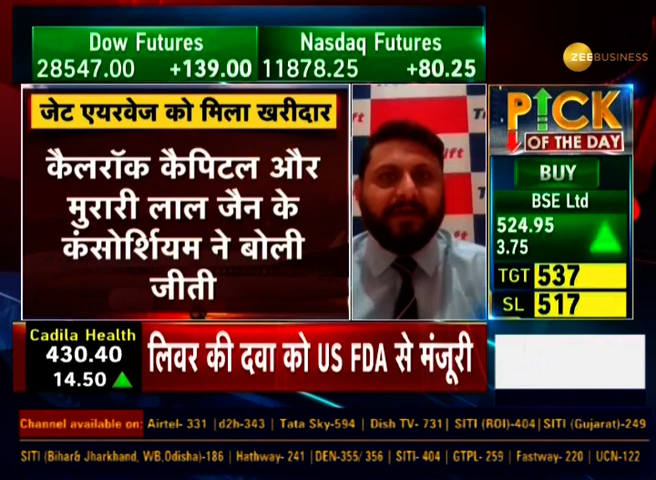 Dow Futures
28547.00 +139.00
Nasdaq Futures
11878.25 +80.25
ZEE BUSINESS
जेट एयरवेज को मिला खरीदार
कैलरॉक कैपिटल और
मुरारी लाल जैन के
कंसोर्शियम ने बोली
जीती
PICK
OF THE DAY
BUY
BSE Ltd
524.95
3.75
TGT 537
SL 517
Cadila Health
430.40
14.50
लिवर की दवा को US FDA से मंजूरी
Channel available on: Airtel- 331 |d2h-343 | Tata Sky-594 | Dish TV- 731| SITI (ROI)-404|SITI (Gujarat)-249
SITI (Bihar& Jharkhand, WB,Odisha)-186 | Hathway- 241 |DEN-355/ 356 | SITI- 404 | GTPL- 259 | Fastway- 220 | UCN-122